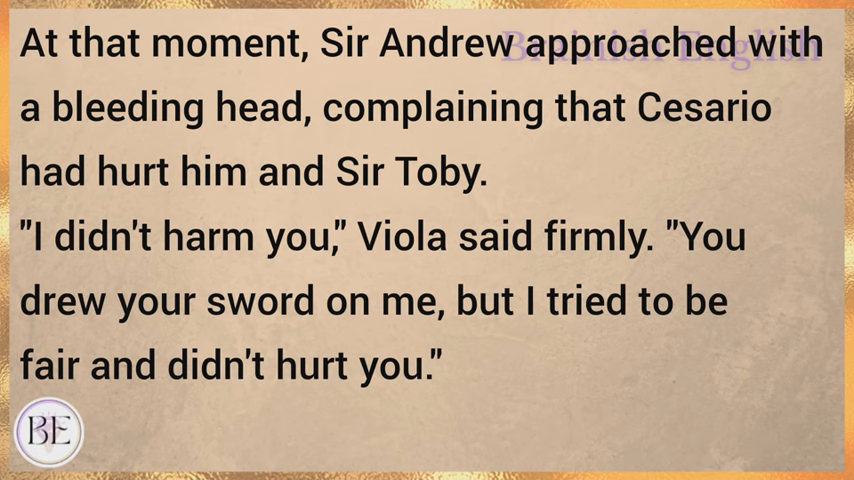 Brainish English
At that moment, Sir Andrew approached with
a bleeding head, complaining that Cesario
had hurt him and Sir Toby.
"I didn't harm you," Viola said firmly. "You
drew your sword on me, but I tried to be
fair and didn't hurt you."
BE